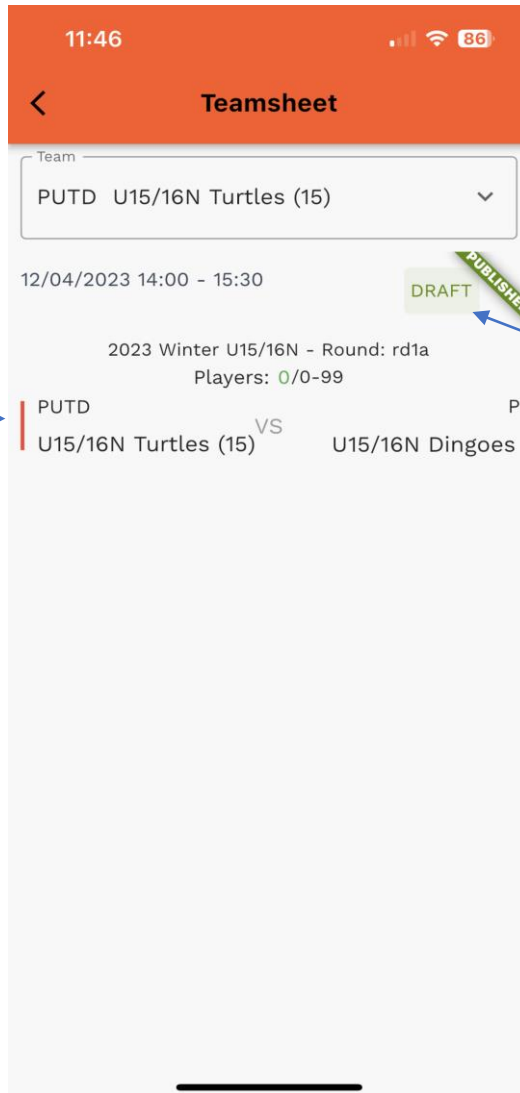 11:46
86
Teamsheet
Team
PUTD U15/16N Turtles (15)
12/04/2023 14:00 - 15:30
DRAFT
2023 Winter U15/16N - Round: rd1a
Players: 0/0-99
PUTD
P
VS
U15/16N Turtles (15)
U15/16N Dingoes